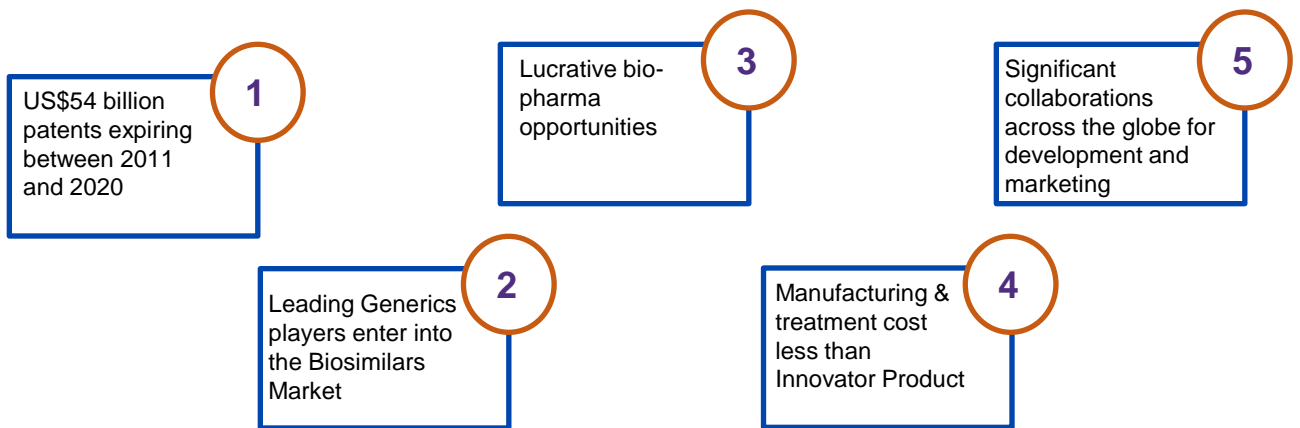 1
US$54 billion
patents expiring
between 2011
and 2020
2
Leading Generics
players enter into
the Biosimilars
Market
3
Lucrative bio-
pharma
opportunities
4
Manufacturing &
treatment cost
less than
Innovator Product
5
Significant
collaborations
across the globe for
development and
marketing